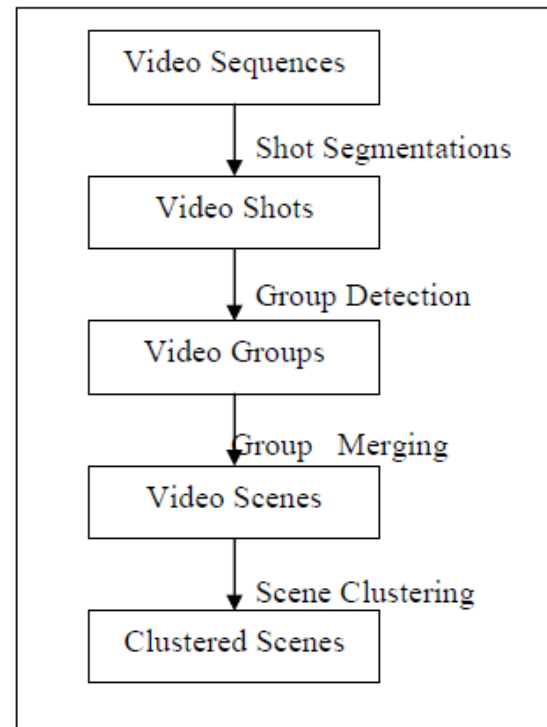 Video Sequences
Shot Segmentations
Video Shots
Group Detection
Video Groups
Group Merging
Video Scenes
Scene Clustering
Clustered Scenes